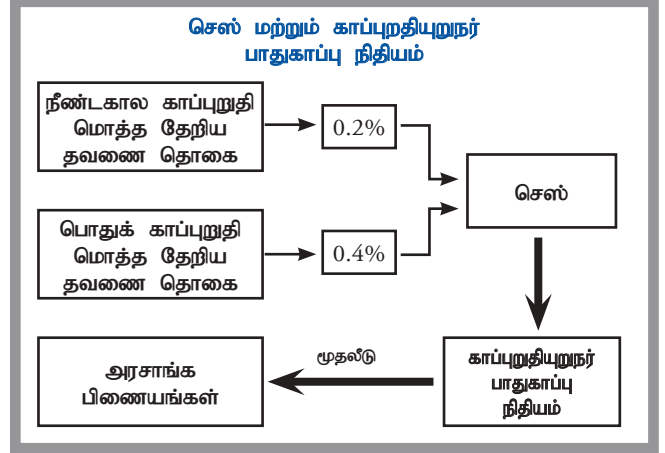 செஸ் மற்றும் காப்புறதியுறுநர்
பாதுகாப்பு நிதியம்
நீண்டகால காப்புறுதி
மொத்த தேறிய
தவணை தொகை
0.2%
செஸ்
பொதுக் காப்புறுதி
மொத்த தேறிய
தவணை தொகை
0.4%
அரசாங்க
பிணையங்கள்
மூதலீடு
காப்புறுதியுறுநர்
பாதுகாப்பு
நிதியம்